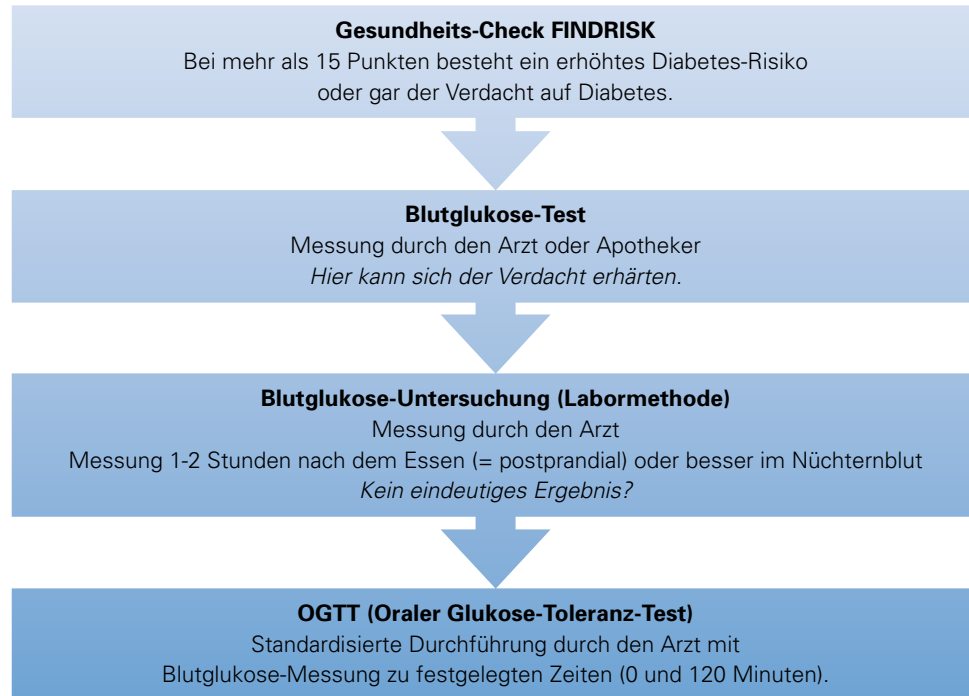 Gesundheits-Check FINDRISK
Bei mehr als 15 Punkten besteht ein erhöhtes Diabetes-Risiko
oder gar der Verdacht auf Diabetes.
Blutglukose-Test
Messung durch den Arzt oder Apotheker
Hier kann sich der Verdacht erhärten.
Blutglukose-Untersuchung (Labormethode)
Messung durch den Arzt
Messung 1-2 Stunden nach dem Essen (= postprandial) oder besser im Nüchternblut
Kein eindeutiges Ergebnis?
OGTT (Oraler Glukose-Toleranz-Test)
Standardisierte Durchführung durch den Arzt mit
Blutglukose-Messung zu festgelegten Zeiten (0 und 120 Minuten).